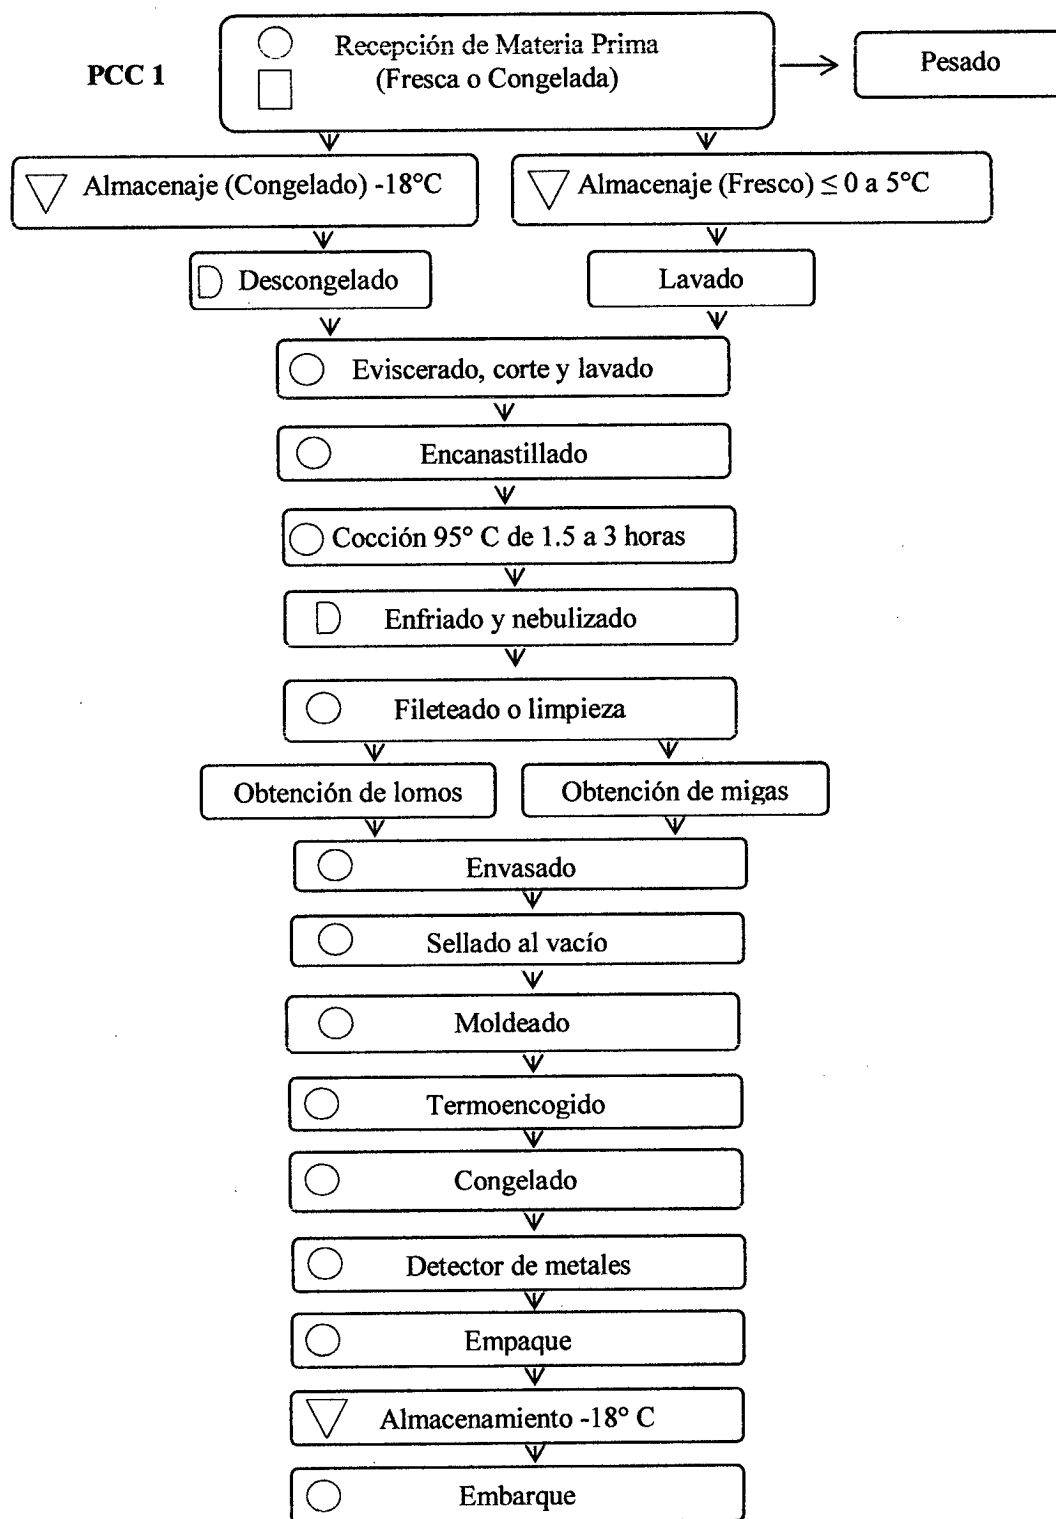 PCC 1
Recepción de Materia Prima
(Fresca o Congelada)
Pesado
Almacenaje (Congelado) -18°C
Almacenaje (Fresco) ≤ 0 a 5°C
Descongelado
Lavado
Eviscerado, corte y lavado
Encanastillado
Cocción 95° C de 1.5 a 3 horas
Enfriado y nebulizado
Fileteado o limpieza
Obtención de lomos
Obtención de migas
Envasado
Sellado al vacío
Moldeado
Termoencogido
Congelado
Detector de metales
Empaque
Almacenamiento -18° C
Embarque